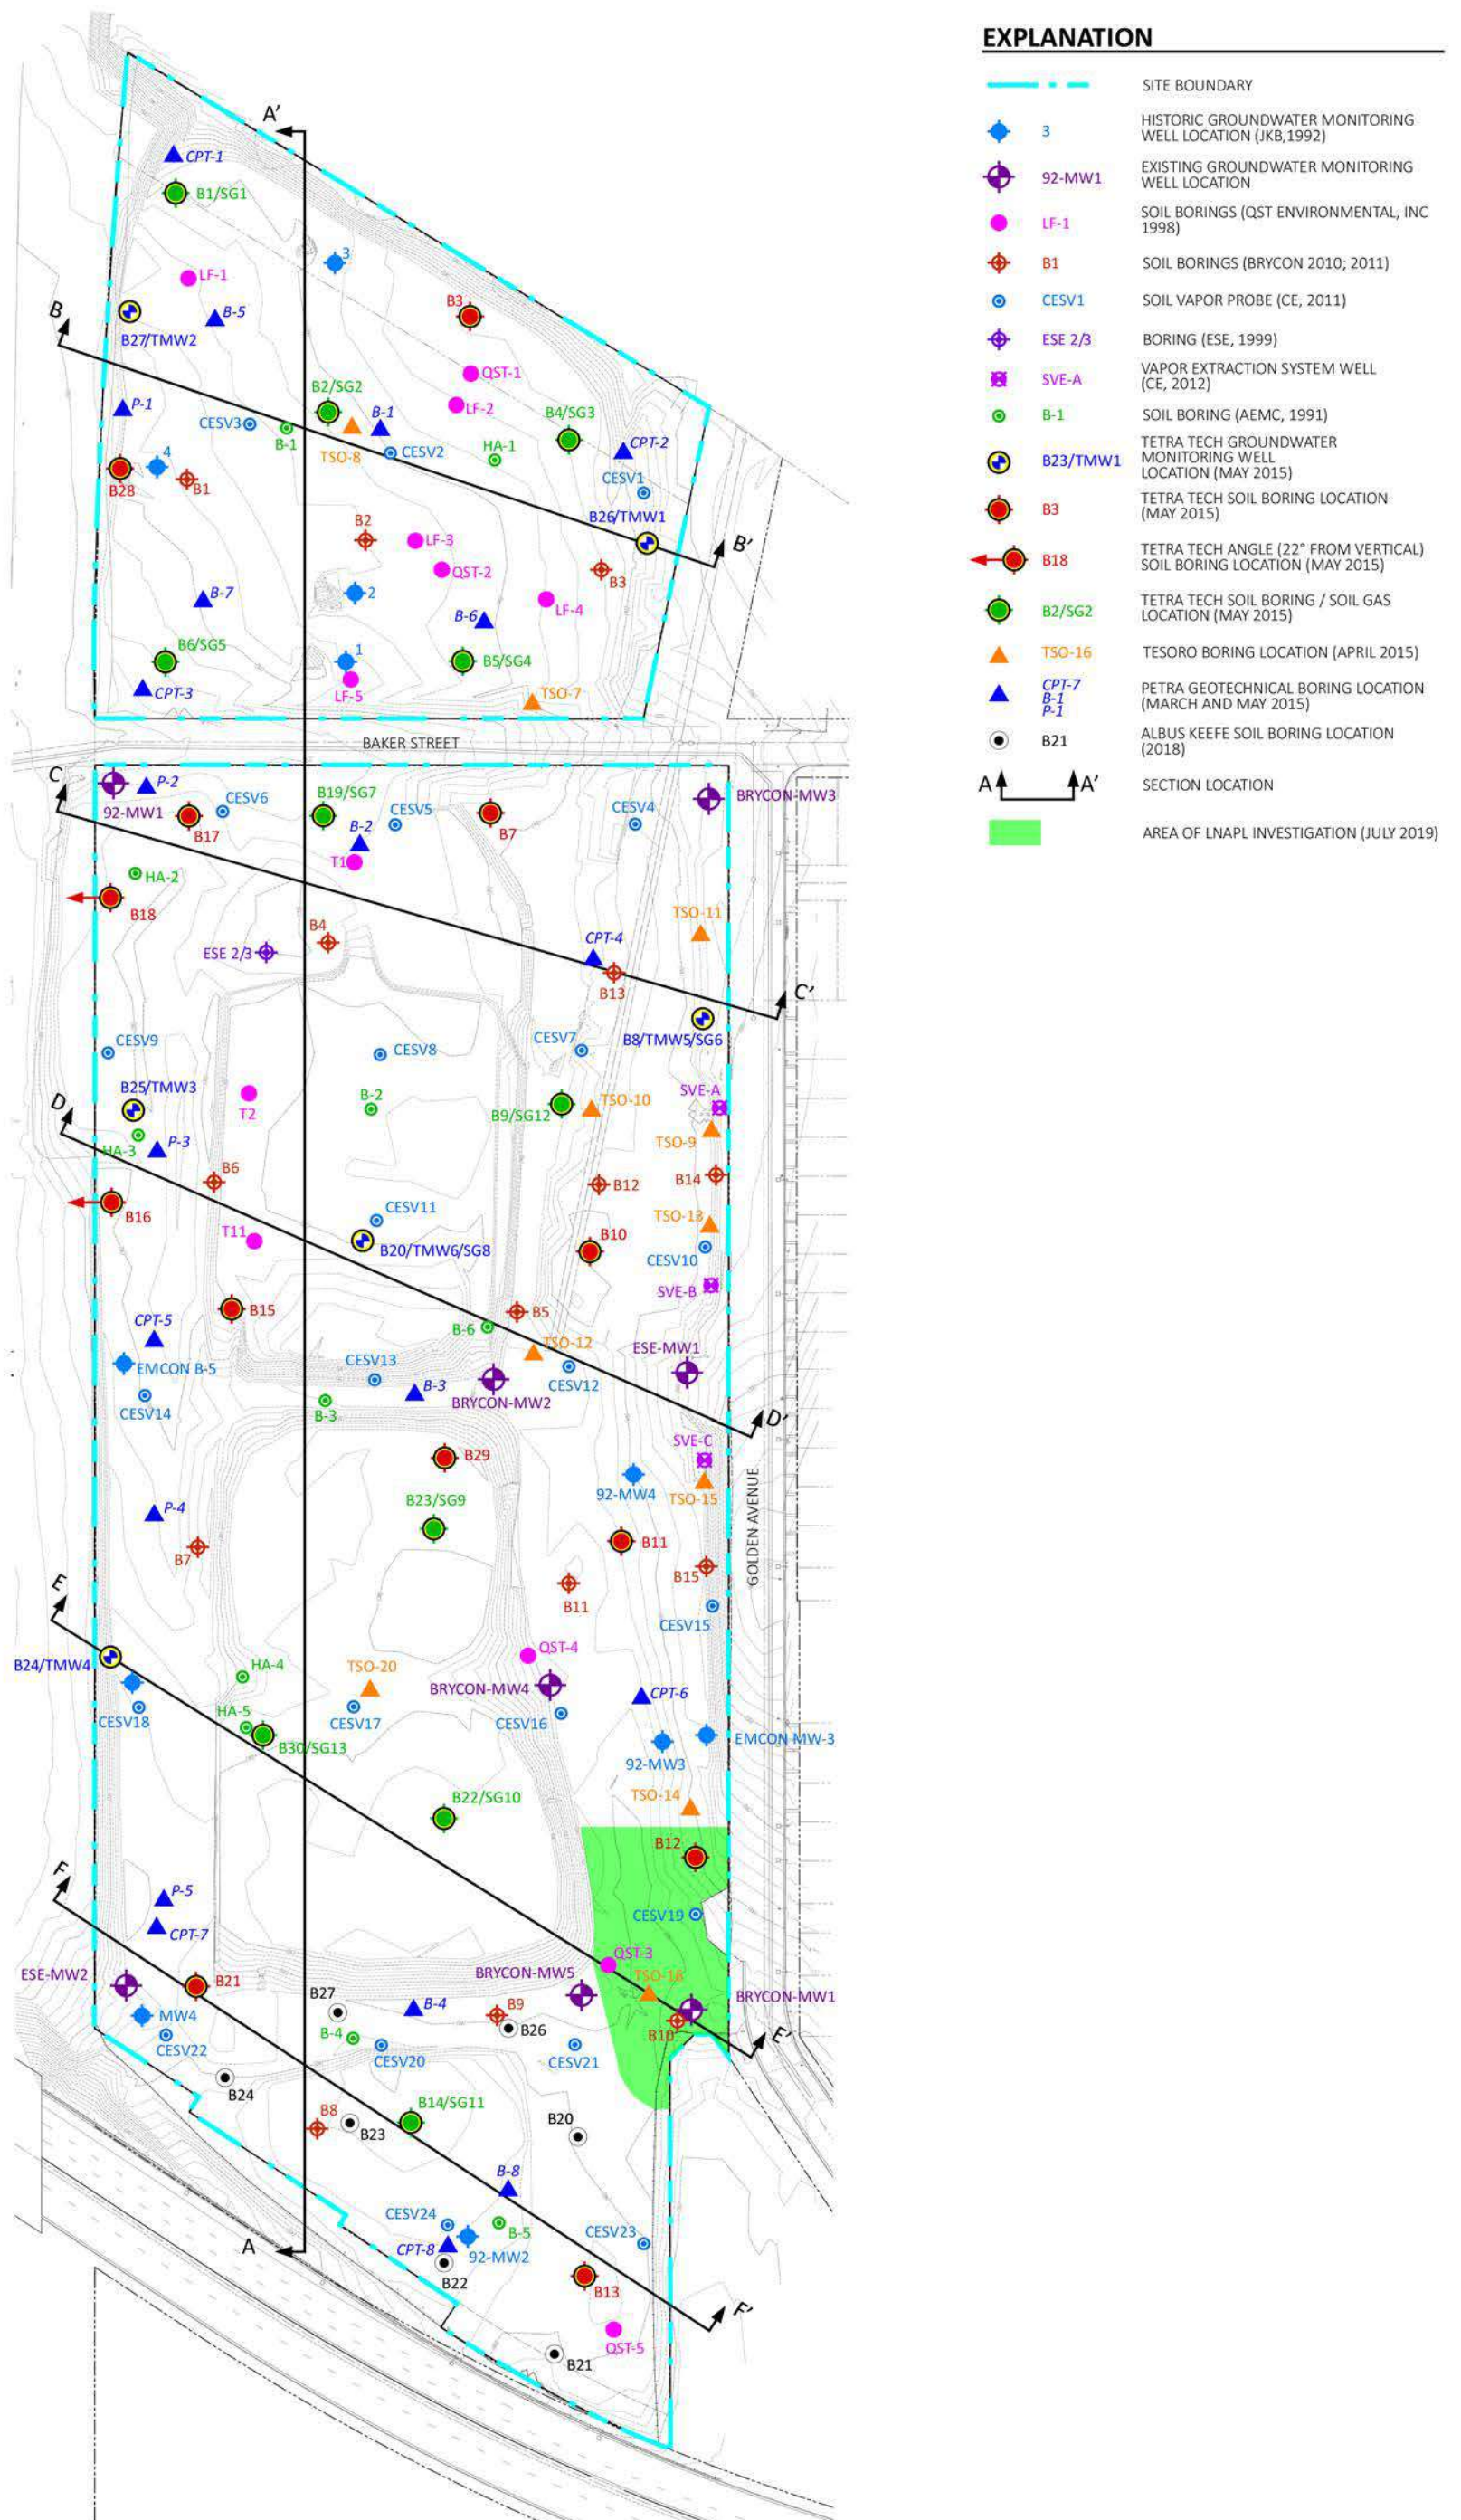 EXPLANATION
SITE BOUNDARY
3
HISTORIC GROUNDWATER MONITORING
WELL LOCATION (JKB,1992)
92-MW1
EXISTING GROUNDWATER MONITORING
WELL LOCATION
LF-1
SOIL BORINGS (QST ENVIRONMENTAL, INC
1998)
B1
SOIL BORINGS (BRYCON 2010; 2011)
CESV1
SOIL VAPOR PROBE (CE, 2011)
ESE 2/3
BORING (ESE, 1999)
SVE-A
VAPOR EXTRACTION SYSTEM WELL
(CE, 2012)
B-1
SOIL BORING (AEMC, 1991)
B23/TMW1
TETRA TECH GROUNDWATER
MONITORING WELL
LOCATION (MAY 2015)
B3
TETRA TECH SOIL BORING LOCATION
(MAY 2015)
B18
TETRA TECH ANGLE (22° FROM VERTICAL)
SOIL BORING LOCATION (MAY 2015)
B2/SG2
TETRA TECH SOIL BORING / SOIL GAS
LOCATION (MAY 2015)
TSO-16
TESORO BORING LOCATION (APRIL 2015)
CPT-7
B-1
P-1
PETRA GEOTECHNICAL BORING LOCATION
(MARCH AND MAY 2015)
B21
ALBUS KEEFE SOIL BORING LOCATION
(2018)
A A'
SECTION LOCATION
AREA OF LNAPL INVESTIGATION (JULY 2019)
A'
CPT-1
B1/SG1
3
LF-1
B
B-5
B3
B27/TMW2
QST-1
B2/SG2
P-1
LF-2
B4/SG3
B-1
CESV3
B-1
TSO-8
CESV2
HA-1
CPT-2
4
B28
B1
CESV1
B26/TMW1
B2
LF-3
B'
QST-2
B3
B-7
2
LF-4
B-6
B6/SG5
1
B5/SG4
CPT-3
LF-5
TSO-7
BAKER STREET
C
P-2
92-MW1
CESV6
B19/SG7
CESV5
CESV4
BRYCON-MW3
B17
B-2
B7
T1
HA-2
B18
B4
TSO-11
ESE 2/3
CPT-4
B13
C'
CESV9
CESV8
CESV7
B8/TMW5/SG6
B25/TMW3
T2
B-2
B9/SG12
TSO-10
SVE-A
D
HA-3
P-3
TSO-9
B6
B12
B14
B16
CESV11
TSO-13
T11
B20/TMW6/SG8
B10
CESV10
SVE-B
B15
B5
CPT-5
B-6
TSO-12
ESE-MW1
EMCON B-5
CESV13
CESV12
CESV14
B-3
B-3
BRYCON-MW2
D'
B29
SVE-C
92-MW4
TSO-15
P-4
B23/SG9
B11
GOLDEN AVENUE
B7
B15
B11
E
CESV15
QST-4
B24/TMW4
HA-4
TSO-20
BRYCON-MW4
CPT-6
CESV18
HA-5
CESV17
CESV16
B30/SG13
92-MW3
EMCON MW-3
B22/SG10
TSO-14
B12
F
P-5
CPT-7
CESV19
QST-3
ESE-MW2
B21
BRYCON-MW5
TSO-16
BRYCON-MW1
B27
B-4
B9
MW4
B-4
B26
B10
E'
CESV22
CESV20
CESV21
B24
B14/SG11
B8
B23
B20
B-8
CESV24
B-5
CESV23
A
CPT-8
92-MW2
B22
B13
F'
QST-5
B21